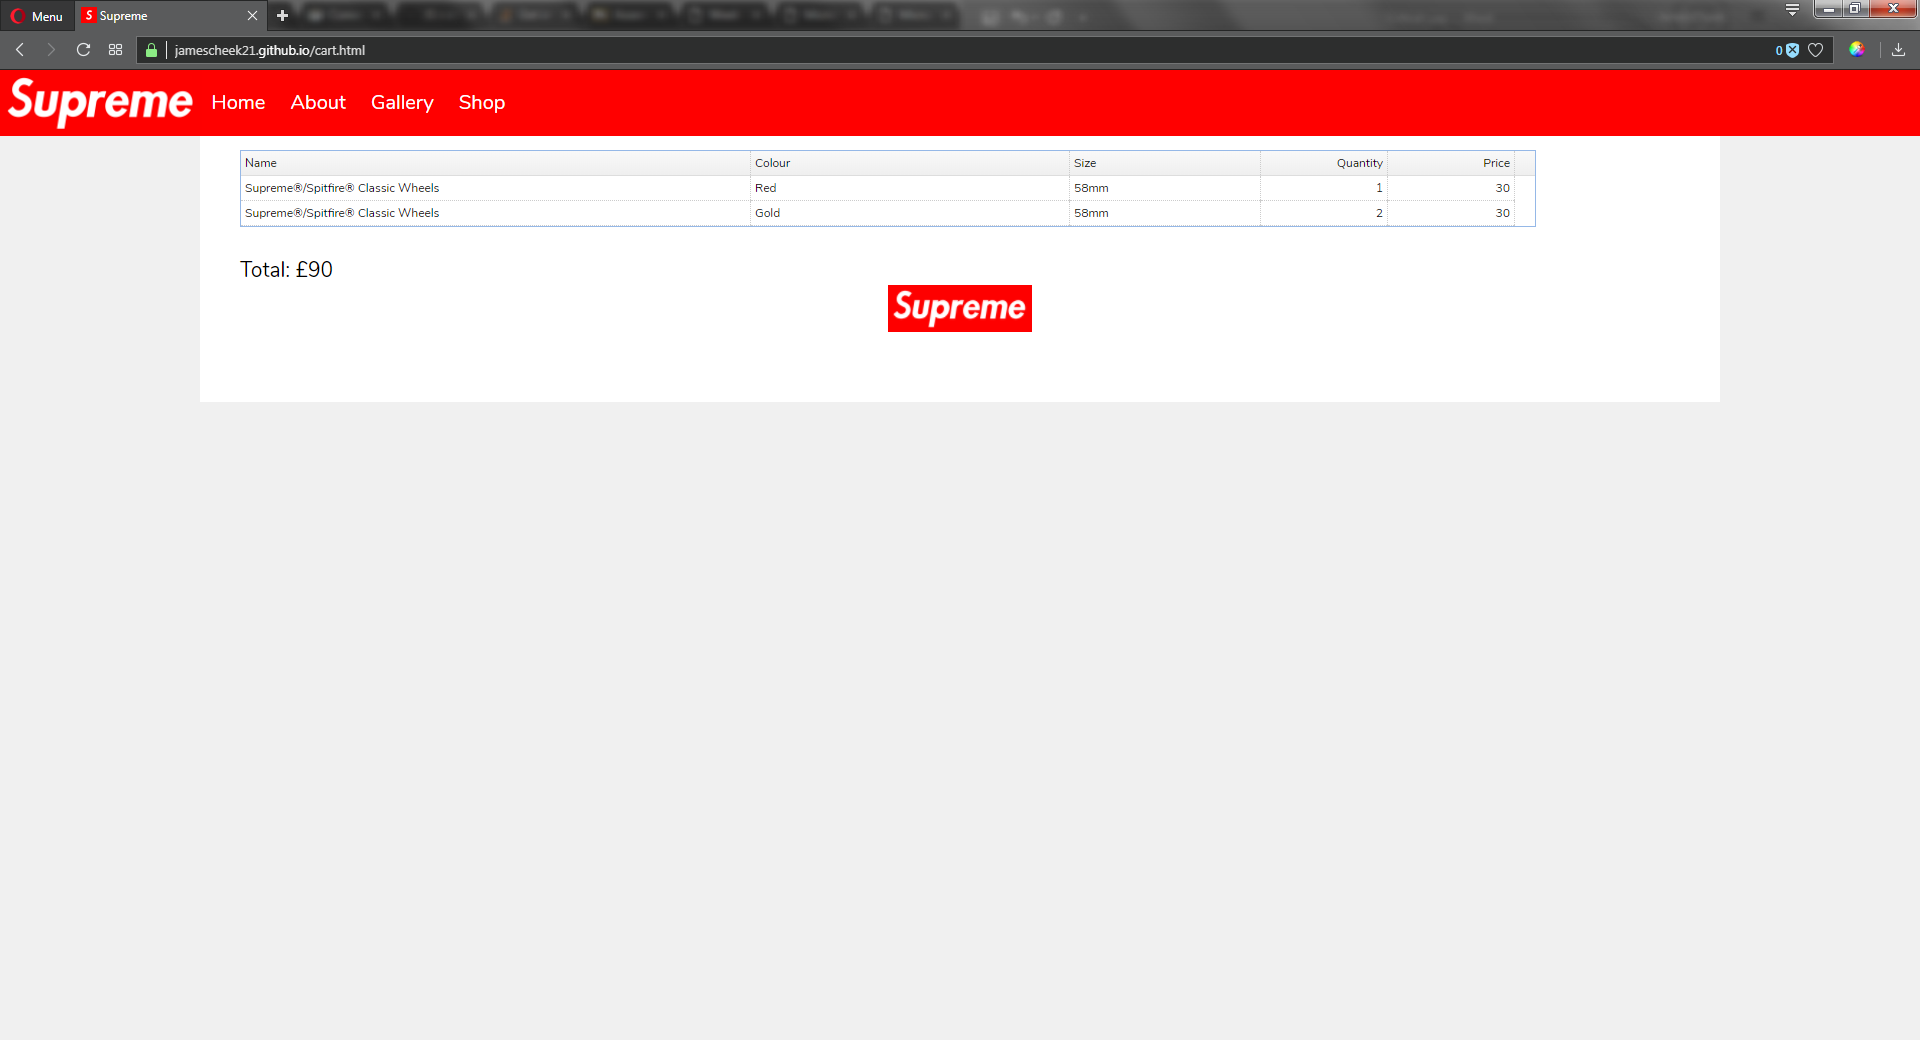 Menu
Supreme
jamescheek21.github.io/cart.html
0
Supreme Home About Gallery Shop
Name Colour Size Quantity Price
Supreme®/Spitfire® Classic Wheels Red 58mm 1 30
Supreme®/Spitfire® Classic Wheels Gold 58mm 2 30
Total: £90
Supreme